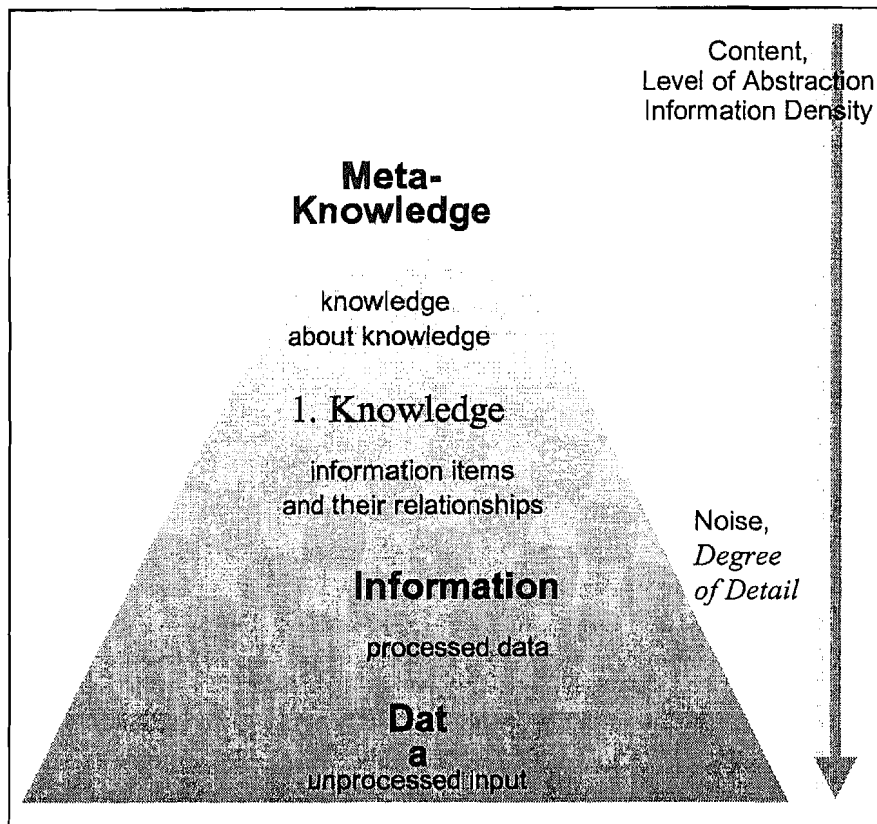 Content,
Level of Abstraction
Information Density
Meta-
Knowledge
knowledge
about knowledge
1. Knowledge
information items
and their relationships
Noise,
Degree
of Detail
Information
processed data
Dat
a
unprocessed input